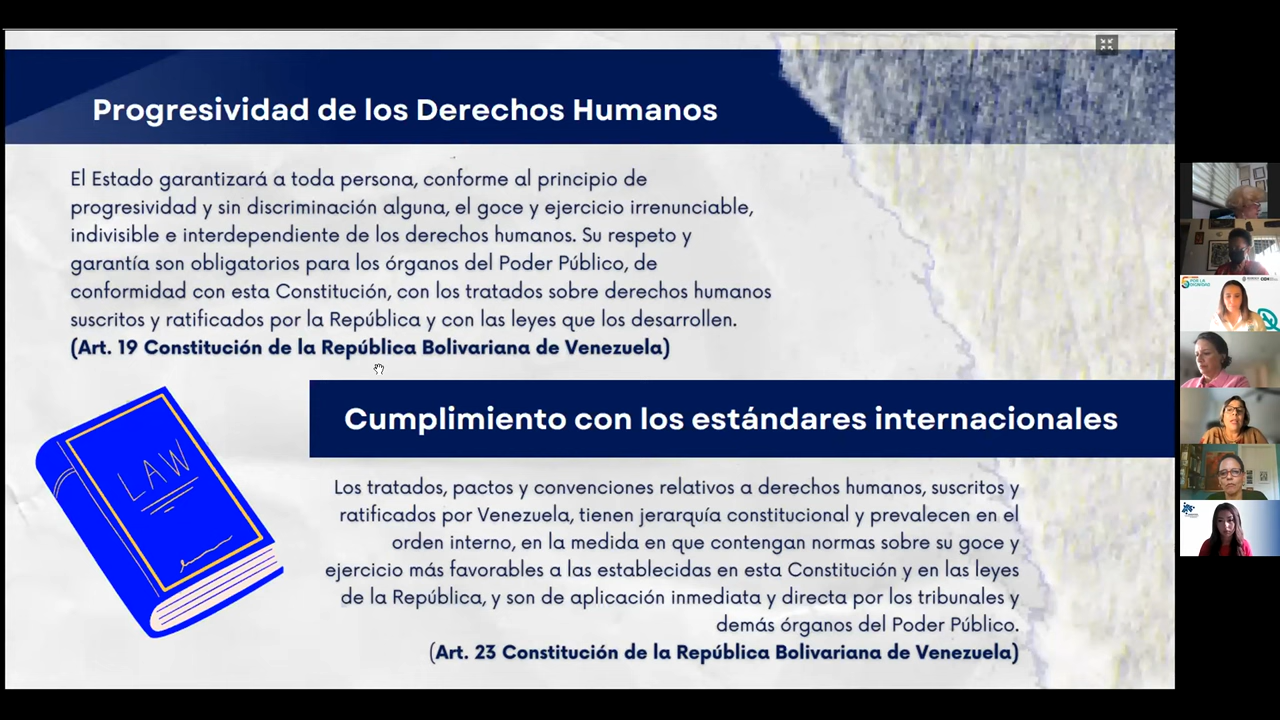 Progresividad de los Derechos Humanos
El Estado garantizará a toda persona, conforme al principio de
progresividad y sin discriminación alguna, el goce y ejercicio irrenunciable,
indivisible e interdependiente de los derechos humanos. Su respeto y
garantía son obligatorios para los órganos del Poder Público, de
conformidad con esta Constitución, con los tratados sobre derechos humanos
suscritos y ratificados por la República y con las leyes que los desarrollen.
(Art. 19 Constitución de la República Bolivariana de Venezuela)
LAW
Cumplimiento con los estándares internacionales
Los tratados, pactos y convenciones relativos a derechos humanos, suscritos y
ratificados por Venezuela, tienen jerarquía constitucional y prevalecen en el
orden interno, en la medida en que contengan normas sobre su goce y
ejercicio más favorables a las establecidas en esta Constitución y en las leyes
de la República, y son de aplicación inmediata y directa por los tribunales y
demás órganos del Poder Público.
(Art. 23 Constitución de la República Bolivariana de Venezuela)